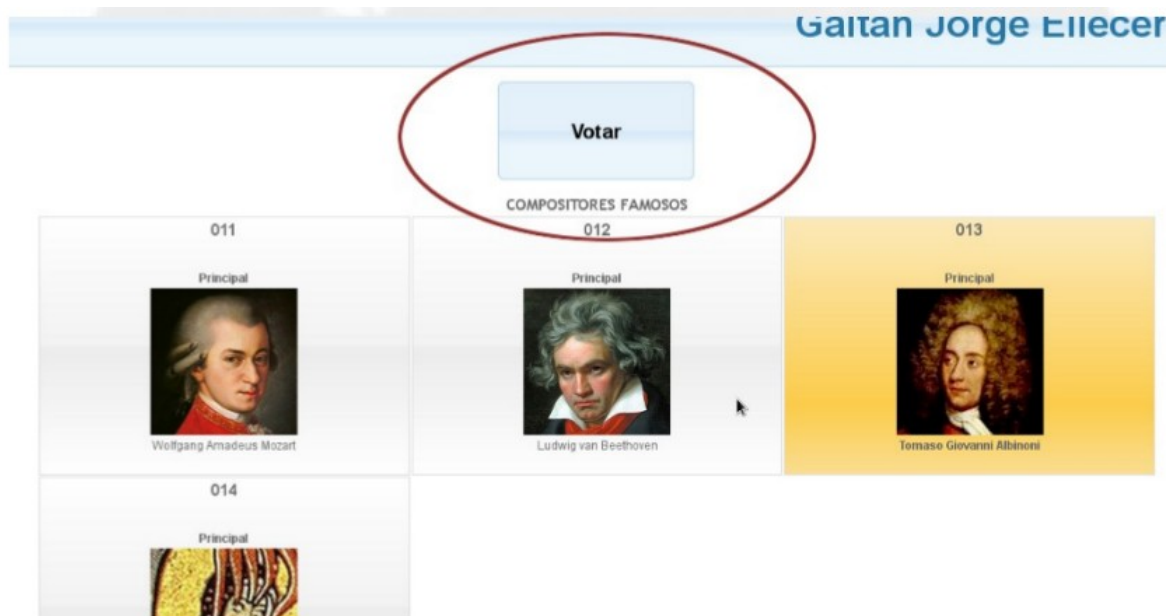 Gaitan Jorge Eliecer
Votar
COMPOSITORES FAMOSOS
011
012
013
Principal
Principal
Principal
Wolfgang Amadeus Mozart
Ludwig van Beethoven
Tomaso Giovanni Albinoni
014
Principal